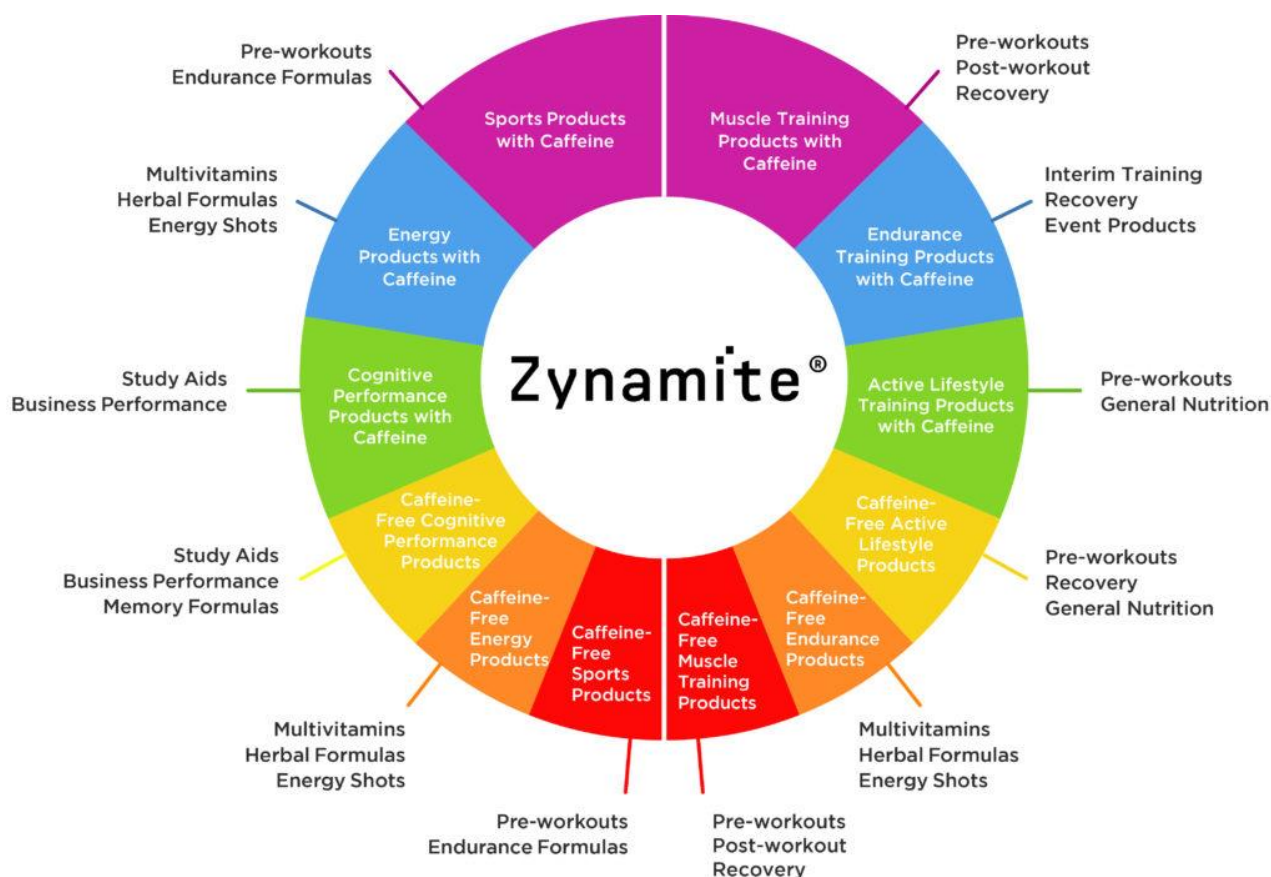 Pre-workouts
Endurance Formulas
Pre-workouts
Post-workout
Recovery
Sports Products
with Caffeine
Muscle Training
Products with
Caffeine
Multivitamins
Herbal Formulas
Energy Shots
Interim Training
Recovery
Event Products
Energy
Products with
Caffeine
Endurance
Training Products
with Caffeine
Zynamite®
Study Aids
Business Performance
Cognitive
Performance
Products with
Caffeine
Active Lifestyle
Training Products
with Caffeine
Pre-workouts
General Nutrition
Caffeine-
Free Cognitive
Performance
Products
Caffeine-
Free Active
Lifestyle
Products
Study Aids
Business Performance
Memory Formulas
Pre-workouts
Recovery
General Nutrition
Caffeine-
Free
Energy
Products
Caffeine-
Free
Sports
Products
Caffeine-
Free
Muscle
Training
Products
Caffeine-
Free
Endurance
Products
Multivitamins
Herbal Formulas
Energy Shots
Multivitamins
Herbal Formulas
Energy Shots
Pre-workouts
Endurance Formulas
Pre-workouts
Post-workout
Recovery